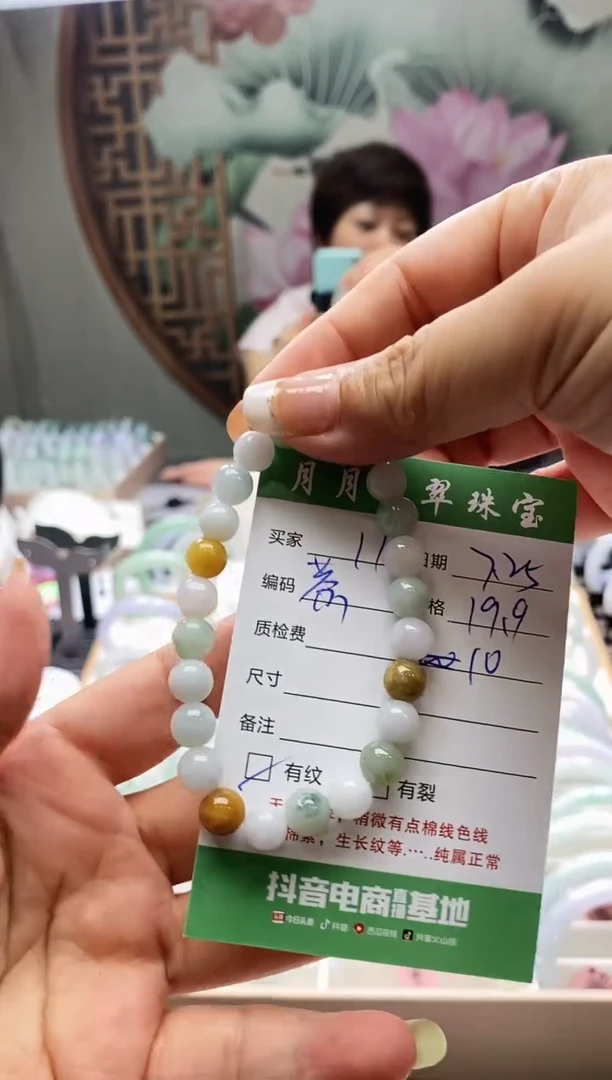 月月 翠珠宝
买家 11 日期 7.25
编码 格 19.9
质检费 10
尺寸
备注
有纹 有裂
稍微有点棉线色线
生长纹等.…..纯属正常
抖音电商直播基地
今日头条 抖音 西瓜视频 抖音火山版